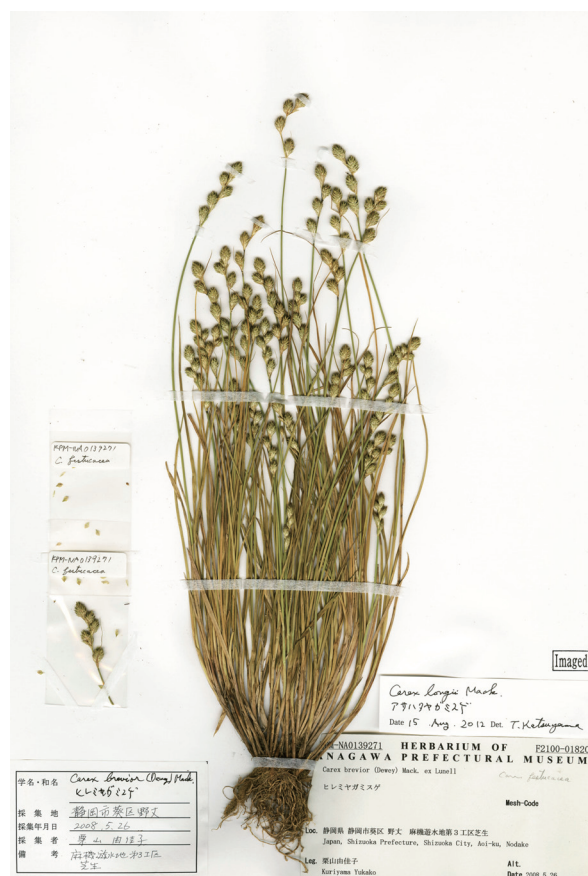 KPM-NA0139271
C. festucacea
KPM-NA0139271
C. festucacea
Imaged
Carex longii Mack.
アサハタヤガミスゲ
Date 15 Aug. 2012 Det. T. Katsuyama
-NA0139271 HERBARIUM OF F2100-01820
NAGAWA PREFECTURAL MUSEUM
Carex brevior (Dewey) Mack. ex Lunell
Carex festucacea
ヒレミヤガミスゲ
Mesh-Code
Loc. 静岡県 静岡市葵区 野丈 麻機遊水地第3工区芝生
Japan, Shizuoka Prefecture, Shizuoka City, Aoi-ku, Nodako
Leg. 栗山由佳子 Alt.
Kuriyama Yukako Date 2008.5.26
学名・和名 Carex brevior (Dewey) Mack.
ヒレミヤガミスゲ
採集地 静岡市葵区野丈
採集年月日 2008.5.26
採集者 栗山由佳子
備考 麻機遊水地第3工区
芝生